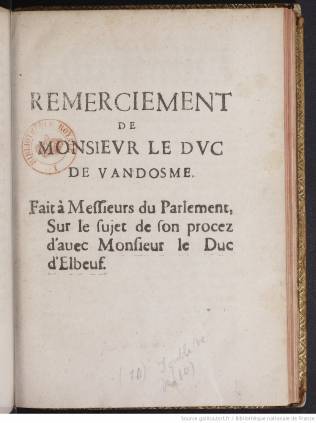 REMERCIEMENT
DE
MONSIEVR LE DVC
DE VANDOSME.
Fait à Messieurs du Parlement,
Sur le sujet de son procez
d'auec Monsieur le Duc
d'Elbeuf.
(10)
Source gallica.bnf.fr / Bibliothèque nationale de France